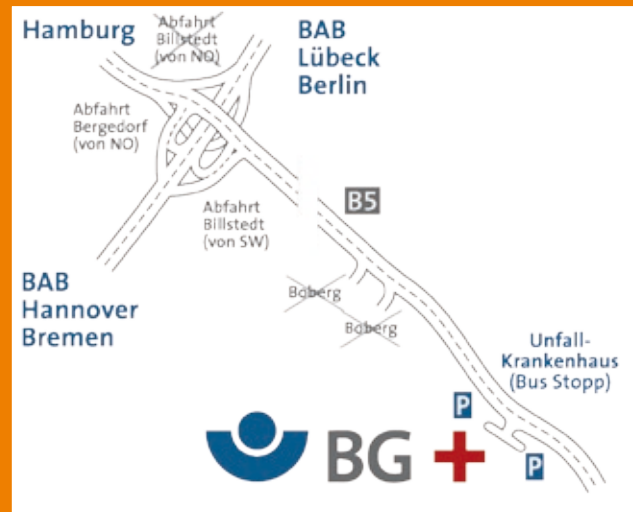 Hamburg
Abfahrt
Billstedt
(von NO)
BAB
Lübeck
Berlin
Abfahrt
Bergedorf
(von NO)
Abfahrt
Billstedt
(von SW)
B5
BAB
Hannover
Bremen
Boberg
Boberg
Unfall-
Krankenhaus
(Bus Stopp)
P
P
BG